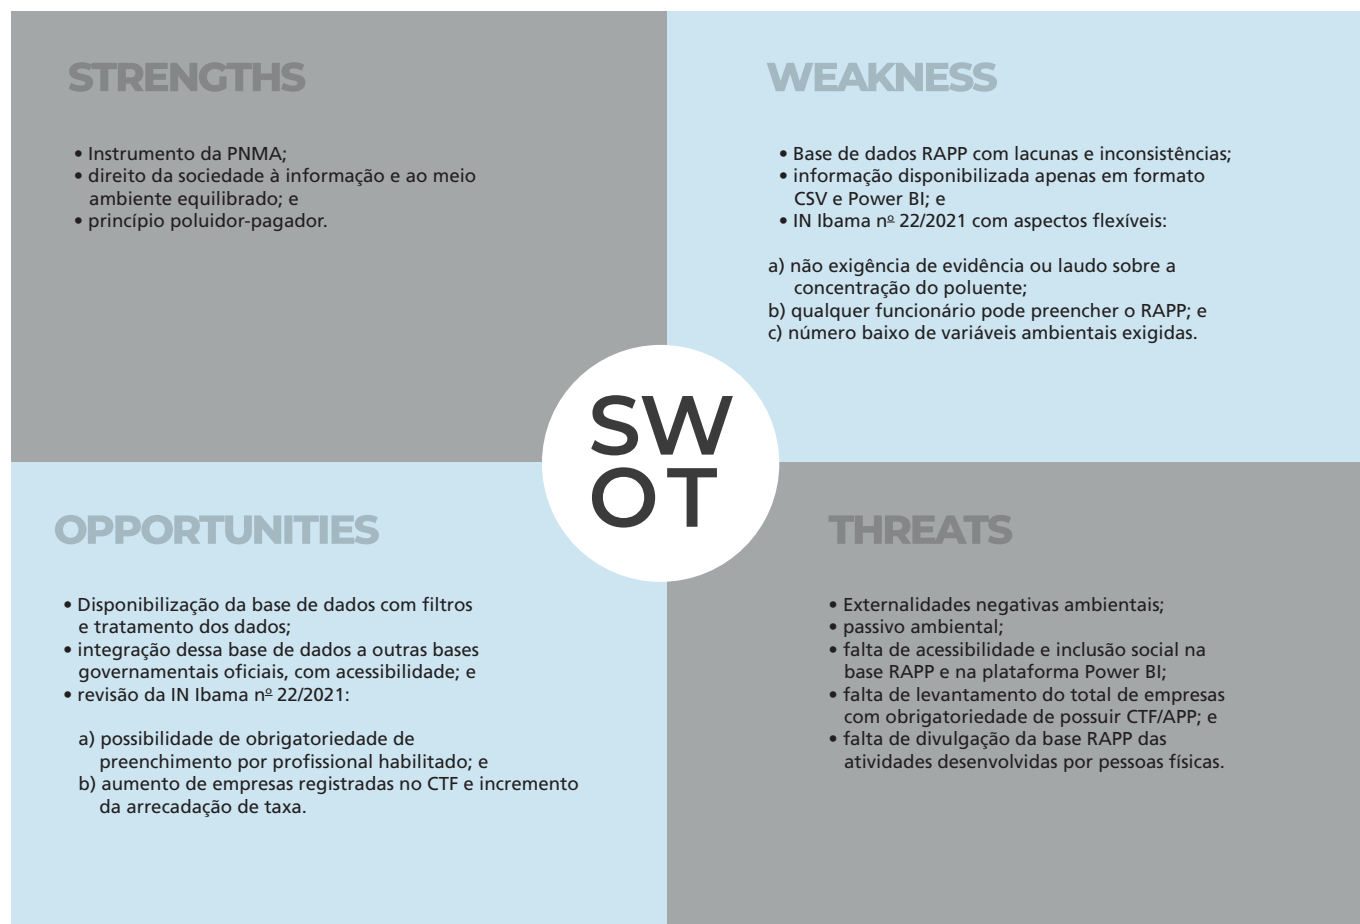 STRENGTHS
• Instrumento da PNMA;
• direito da sociedade à informação e ao meio
ambiente equilibrado; e
• princípio poluidor-pagador.
WEAKNESS
• Base de dados RAPP com lacunas e inconsistências;
• informação disponibilizada apenas em formato
CSV e Power BI; e
• IN Ibama nº 22/2021 com aspectos flexíveis:
a) não exigência de evidência ou laudo sobre a
concentração do poluente;
b) qualquer funcionário pode preencher o RAPP; e
c) número baixo de variáveis ambientais exigidas.
SW
OT
OPPORTUNITIES
• Disponibilização da base de dados com filtros
e tratamento dos dados;
• integração dessa base de dados a outras bases
governamentais oficiais, com acessibilidade; e
• revisão da IN Ibama nº 22/2021:
a) possibilidade de obrigatoriedade de
preenchimento por profissional habilitado; e
b) aumento de empresas registradas no CTF e incremento
da arrecadação de taxa.
THREATS
• Externalidades negativas ambientais;
• passivo ambiental;
• falta de acessibilidade e inclusão social na
base RAPP e na plataforma Power BI;
• falta de levantamento do total de empresas
com obrigatoriedade de possuir CTF/APP; e
• falta de divulgação da base RAPP das
atividades desenvolvidas por pessoas físicas.